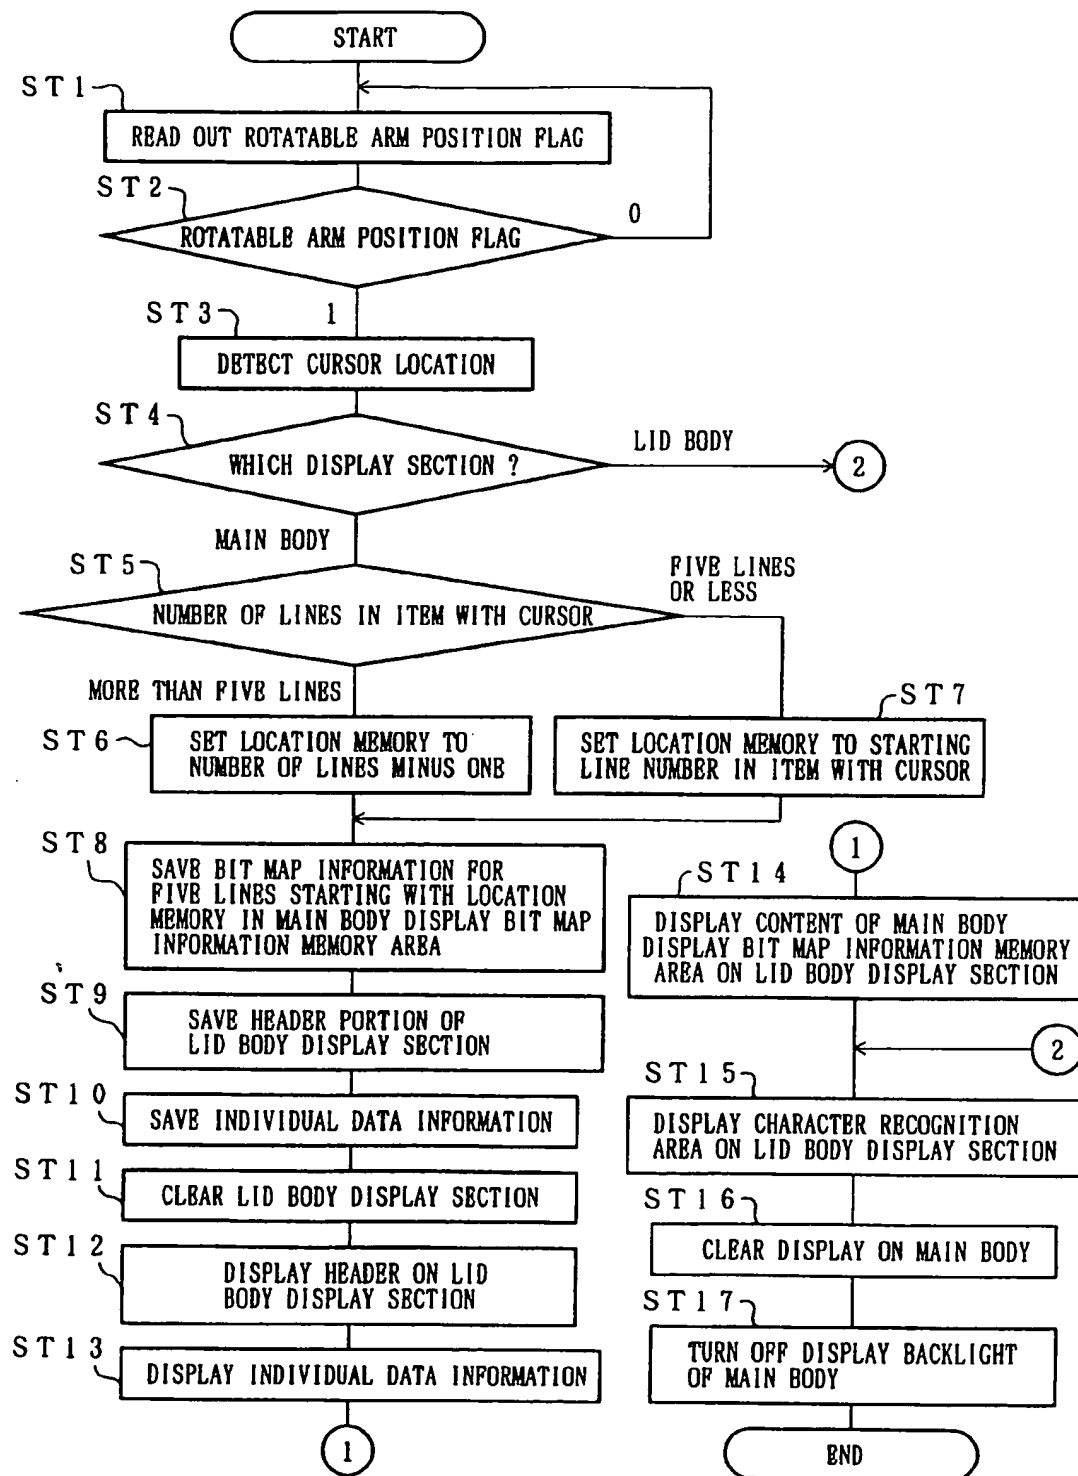 START
ST1
READ OUT ROTATABLE ARM POSITION FLAG
ST2
ROTATABLE ARM POSITION FLAG
0
1
ST3
DETECT CURSOR LOCATION
ST4
WHICH DISPLAY SECTION ?
LID BODY
2
MAIN BODY
ST5
NUMBER OF LINES IN ITEM WITH CURSOR
FIVE LINES
OR LESS
MORE THAN FIVE LINES
ST6
SET LOCATION MEMORY TO
NUMBER OF LINES MINUS ONE
ST7
SET LOCATION MEMORY TO STARTING
LINE NUMBER IN ITEM WITH CURSOR
ST8
SAVE BIT MAP INFORMATION FOR
FIVE LINES STARTING WITH LOCATION
MEMORY IN MAIN BODY DISPLAY BIT MAP
INFORMATION MEMORY AREA
ST9
SAVE HEADER PORTION OF
LID BODY DISPLAY SECTION
ST10
SAVE INDIVIDUAL DATA INFORMATION
ST11
CLEAR LID BODY DISPLAY SECTION
ST12
DISPLAY HEADER ON LID
BODY DISPLAY SECTION
ST13
DISPLAY INDIVIDUAL DATA INFORMATION
1
1
ST14
DISPLAY CONTENT OF MAIN BODY
DISPLAY BIT MAP INFORMATION MEMORY
AREA ON LID BODY DISPLAY SECTION
2
ST15
DISPLAY CHARACTER RECOGNITION
AREA ON LID BODY DISPLAY SECTION
ST16
CLEAR DISPLAY ON MAIN BODY
ST17
TURN OFF DISPLAY BACKLIGHT
OF MAIN BODY
END